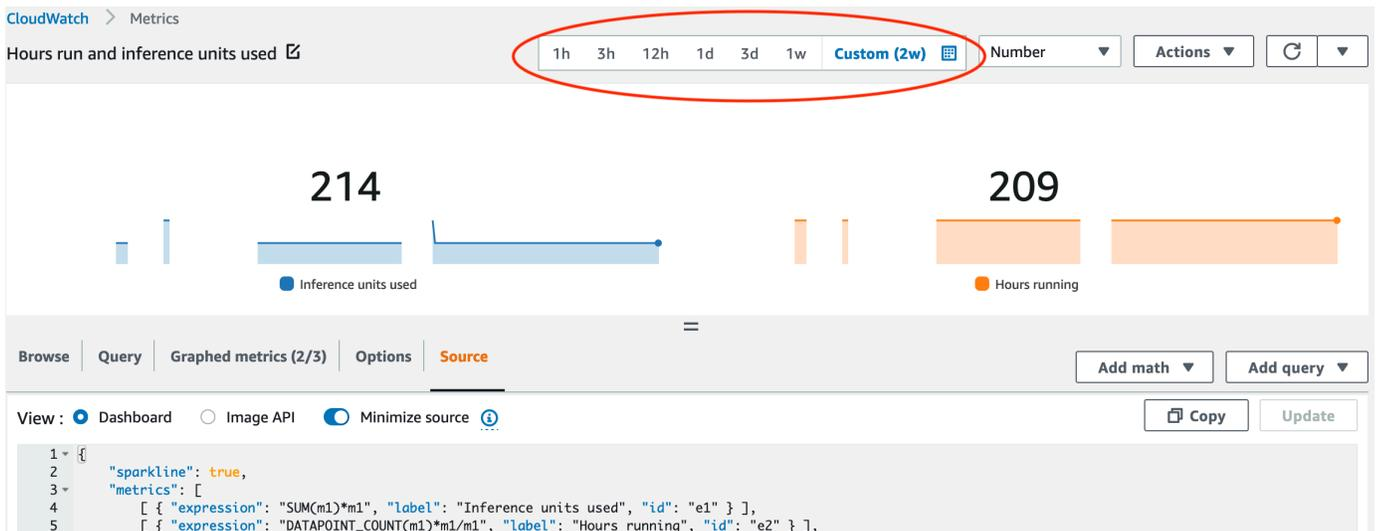 CloudWatch Metrics
Hours run and inference units used 1h 3h 12h 1d 3d 1w Custom (2w) Number Actions
214 209
Inference units used Hours running
=
Browse Query Graphed metrics (2/3) Options Source Add math Add query
View : Dashboard Image API Minimize source Copy Update
1 {
2 "sparkline": true,
3 "metrics": [
4 [ { "expression": "SUM(m1)*m1", "label": "Inference units used", "id": "e1" } ],
5 [ { "expression": "DATAPOINT_COUNT(m1)*m1/m1", "label": "Hours running", "id": "e2" } ],